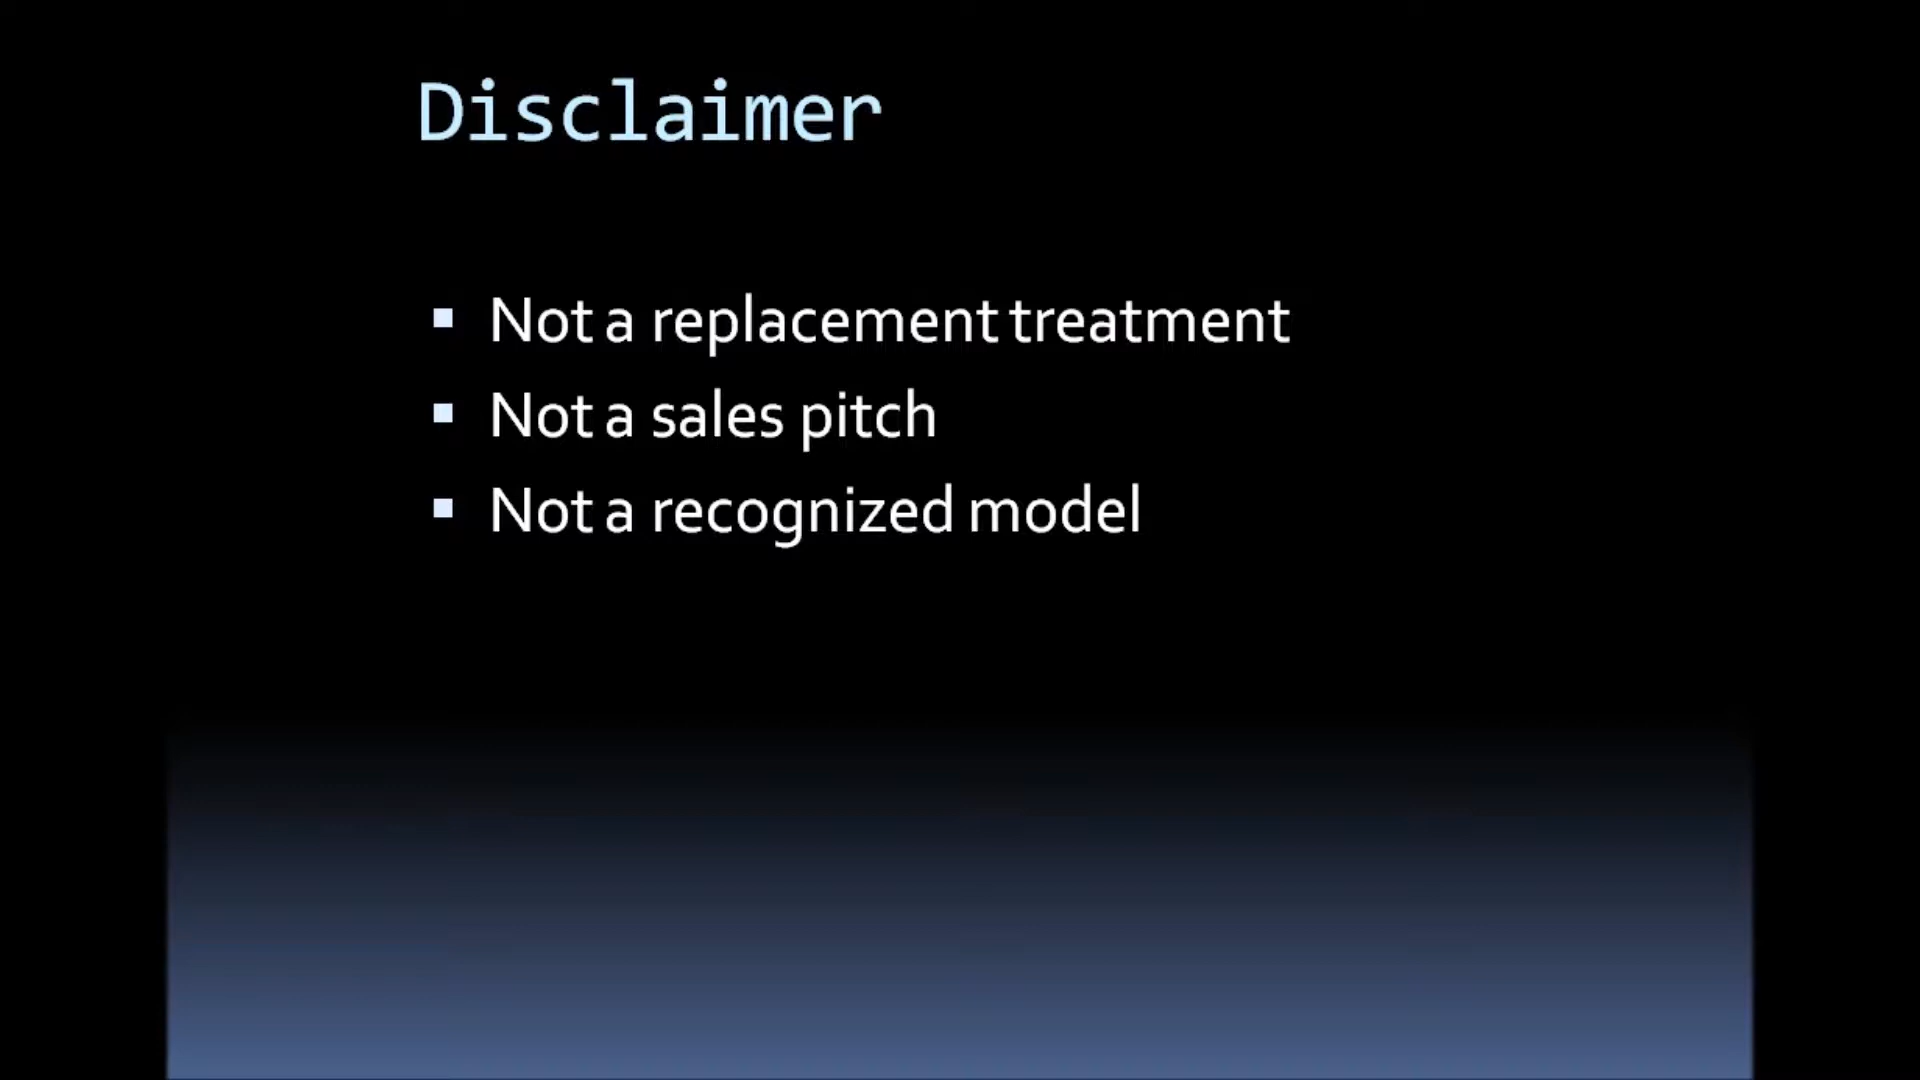 Disclaimer
Not a replacement treatment
Not a sales pitch
Not a recognized model